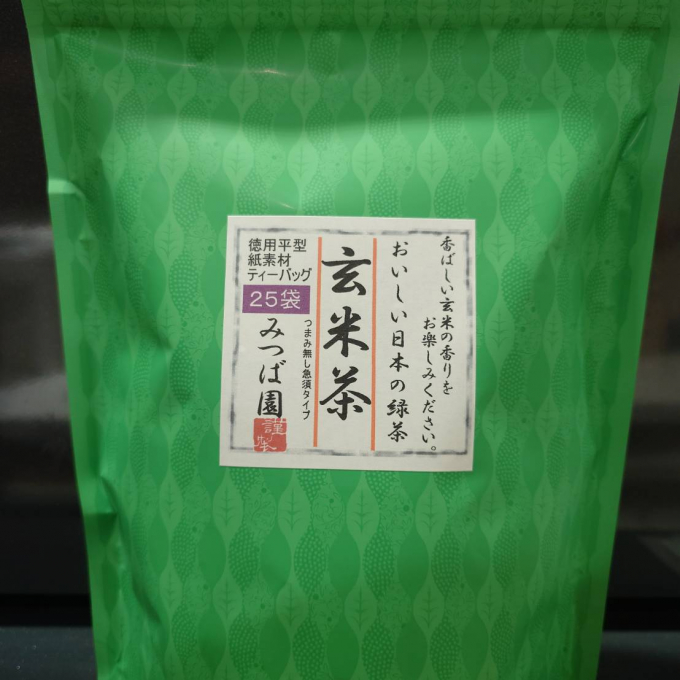 香ばしい玄米の香りを
お楽しみください。
おいしい日本の緑茶
玄米茶
つまみ無し急須タイプ
徳用平型
紙素材
ティーバッグ
25袋
みつば園
謹製